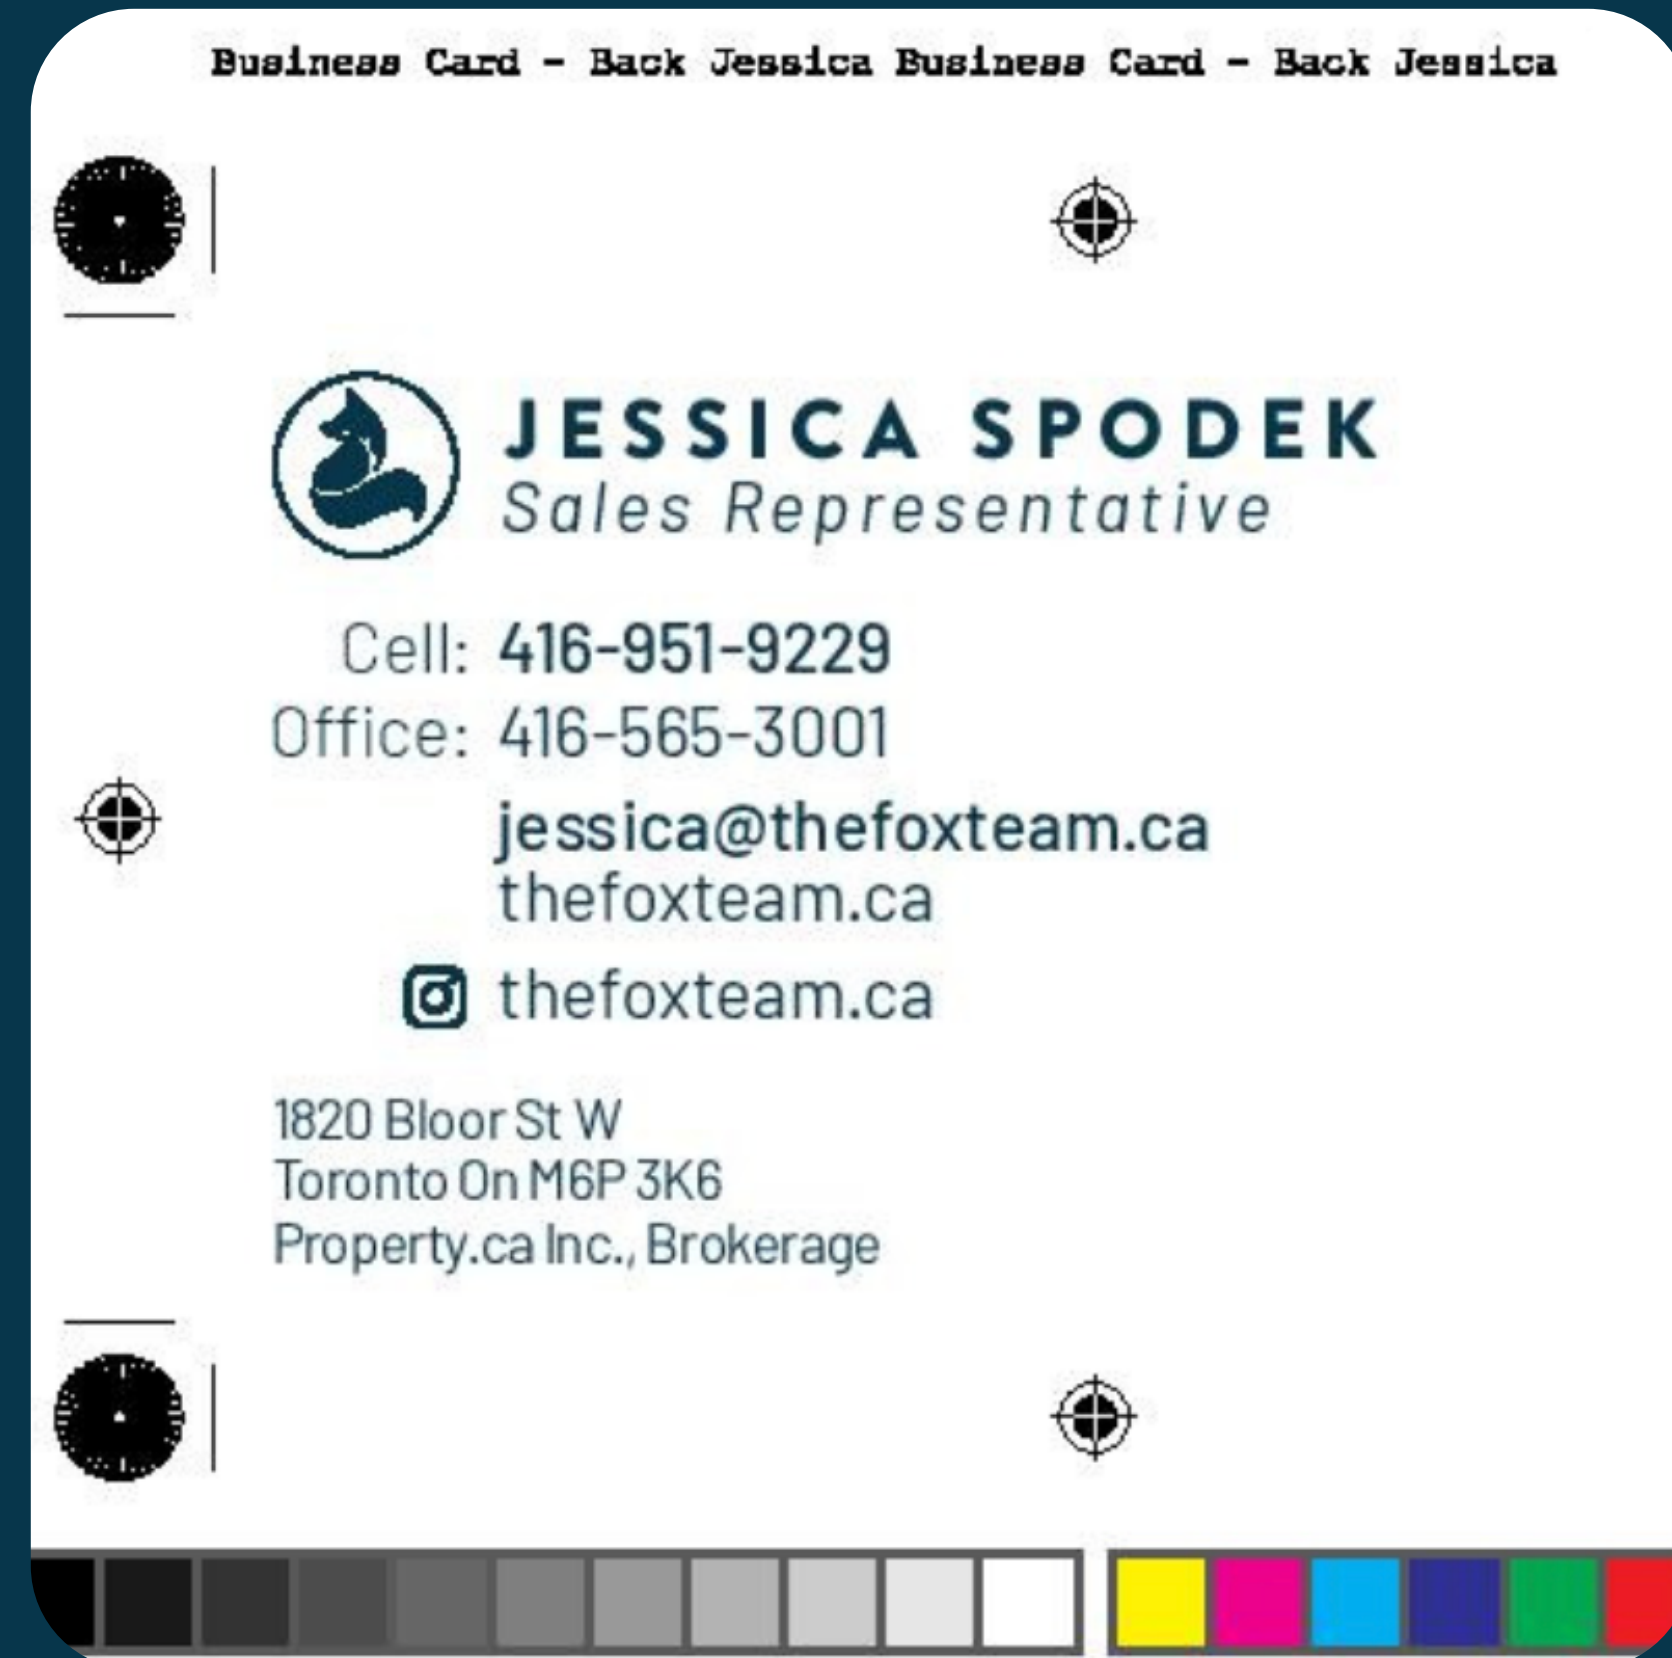 Business Card - Back Jessica Business Card - Back Jessica
JESSICA SPODEK
Sales Representative
Cell: 416-951-9229
Office: 416-565-3001
jessica@thefoxteam.ca
thefoxteam.ca
thefoxteam.ca
1820 Bloor St W
Toronto On M6P 3K6
Property.ca Inc., Brokerage